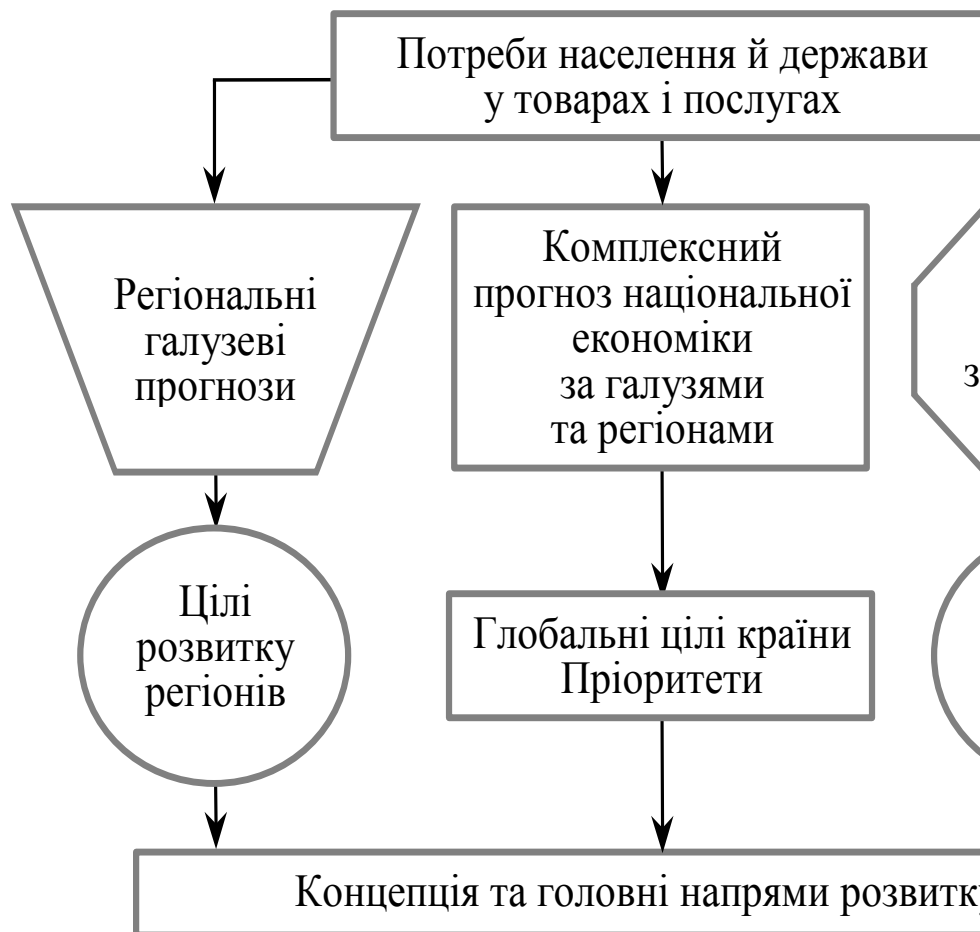 Потреби населення й держави
у товарах і послугах
Регіональні
галузеві
прогнози
Комплексний
прогноз національної
економіки
за галузями
та регіонами
Цілі
розвитку
регіонів
Глобальні цілі країни
Пріоритети
Концепція та головні напрями розвитку